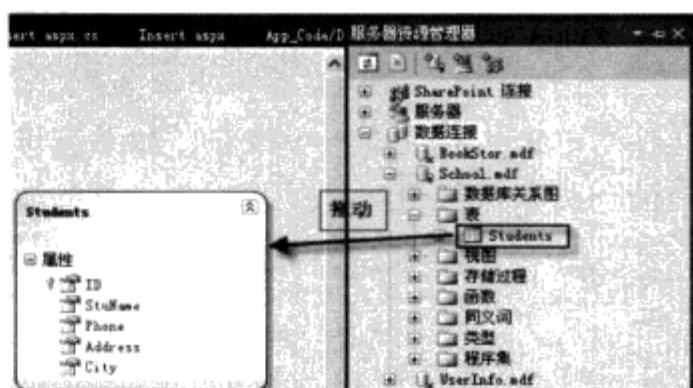 ert aspx cs Insert aspx App_Code/D 服务器资源管理器
SharePoint 连接
服务器
数据连接
BookStor.mdf
School.mdf
数据库关系图
表
Students
视图
存储过程
函数
同义词
类型
程序集
UserInfo.mdf
拖动
Students
属性
ID
StuName
Phone
Address
City